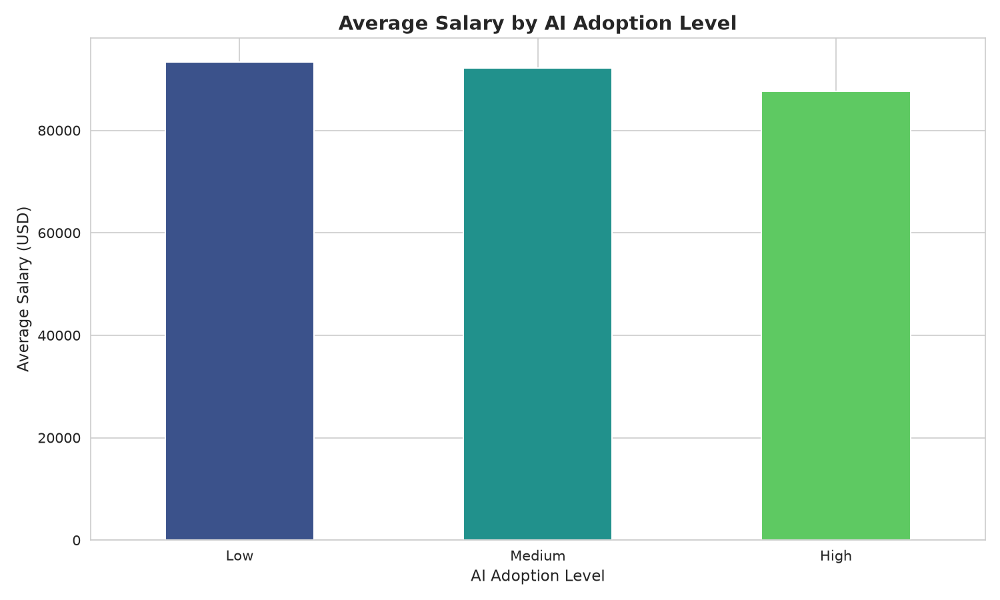 Average Salary by AI Adoption Level
Average Salary (USD)
80000
60000
40000
20000
0
Low
Medium
High
AI Adoption Level